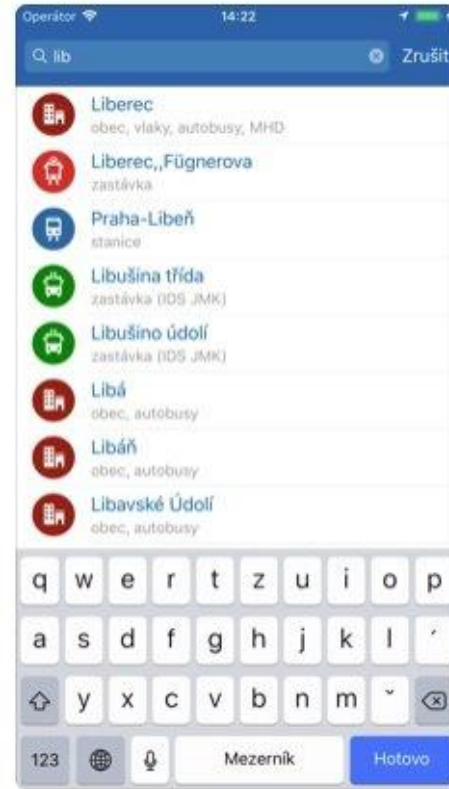 Operátor 14:22
lib Zrušit
Liberec
obec, vlaky, autobusy, MHD
Liberec,,Fügnerova
zastávka
Praha-Libeň
stanice
Libušina třída
zastávka (IDS JMK)
Libušino údolí
zastávka (IDS JMK)
Libá
obec, autobusy
Libáň
obec, autobusy
Libavské Údolí
obec, autobusy
q w e r t z u i o p
a s d f g h j k l ´
y x c v b n m ˇ
123 Mezerník Hotovo